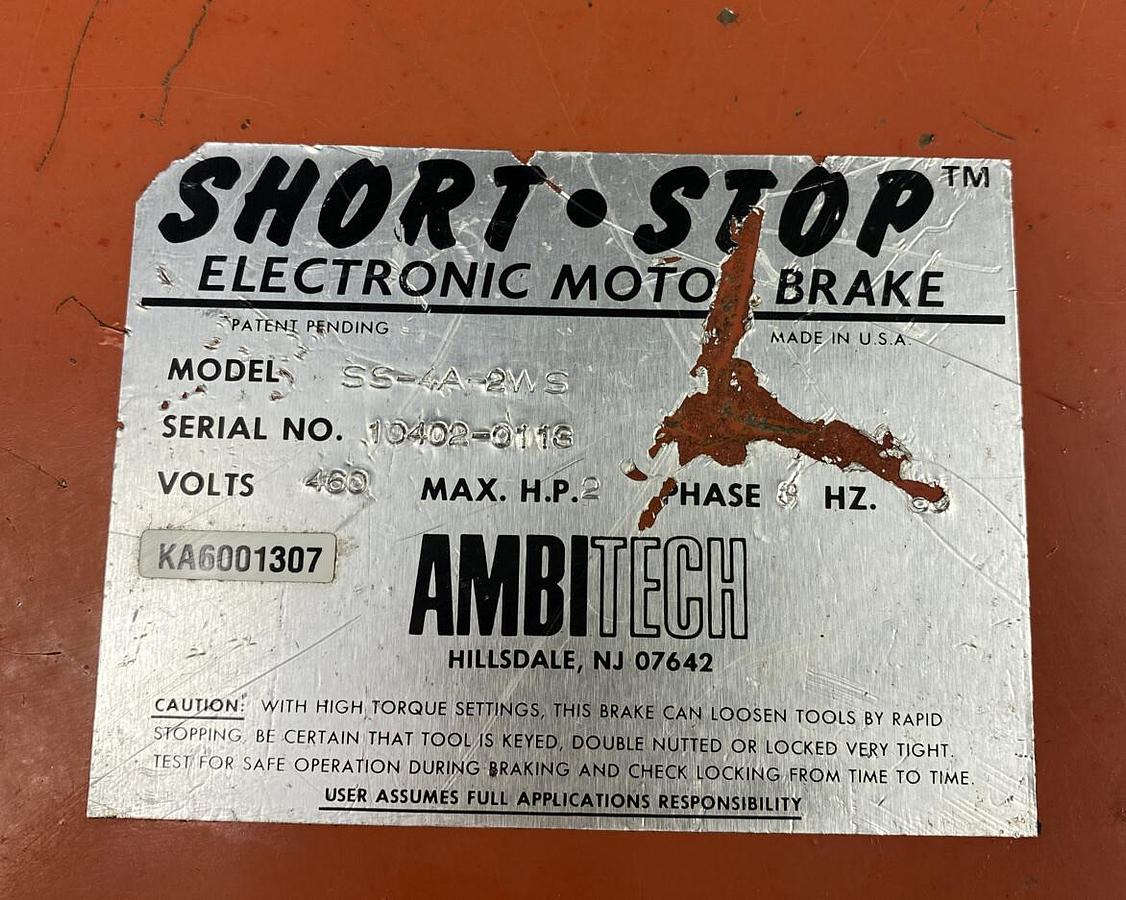 SHORT•STOP™
ELECTRONIC MOTO BRAKE
PATENT PENDING
MADE IN U.S.A.
MODEL SS-4A-2WS
SERIAL NO. 10402-011G
VOLTS 460 MAX. H.P. 2 PHASE 3 HZ.
KA6001307
AMBITECH
HILLSDALE, NJ 07642
CAUTION: WITH HIGH TORQUE SETTINGS, THIS BRAKE CAN LOOSEN TOOLS BY RAPID
STOPPING, BE CERTAIN THAT TOOL IS KEYED, DOUBLE NUTTED OR LOCKED VERY TIGHT.
TEST FOR SAFE OPERATION DURING BRAKING AND CHECK LOCKING FROM TIME TO TIME.
USER ASSUMES FULL APPLICATIONS RESPONSIBILITY